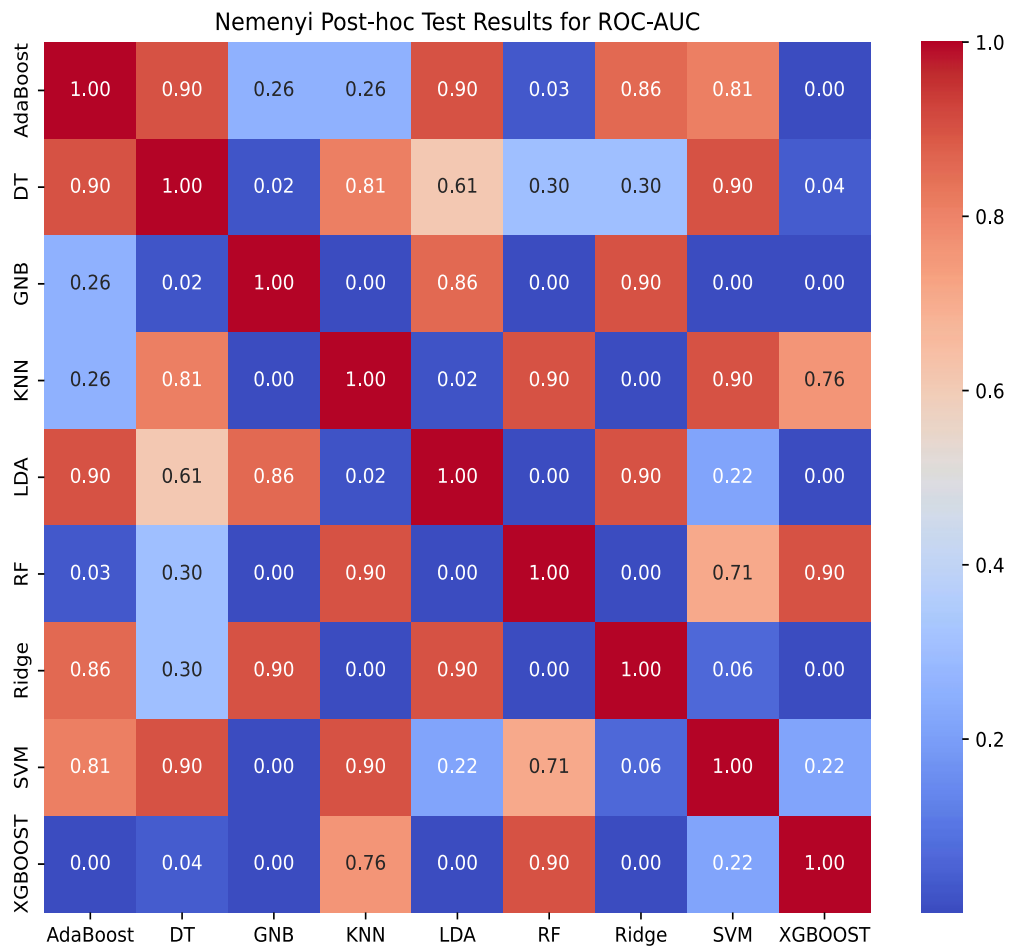 Nemenyi Post-hoc Test Results for ROC-AUC
AdaBoost 1.00 0.90 0.26 0.26 0.90 0.03 0.86 0.81 0.00
DT 0.90 1.00 0.02 0.81 0.61 0.30 0.30 0.90 0.04
GNB 0.26 0.02 1.00 0.00 0.86 0.00 0.90 0.00 0.00
KNN 0.26 0.81 0.00 1.00 0.02 0.90 0.00 0.90 0.76
LDA 0.90 0.61 0.86 0.02 1.00 0.00 0.90 0.22 0.00
RF 0.03 0.30 0.00 0.90 0.00 1.00 0.00 0.71 0.90
Ridge 0.86 0.30 0.90 0.00 0.90 0.00 1.00 0.06 0.00
SVM 0.81 0.90 0.00 0.90 0.22 0.71 0.06 1.00 0.22
XGBOOST 0.00 0.04 0.00 0.76 0.00 0.90 0.00 0.22 1.00
AdaBoost DT GNB KNN LDA RF Ridge SVM XGBOOST
1.0
0.8
0.6
0.4
0.2